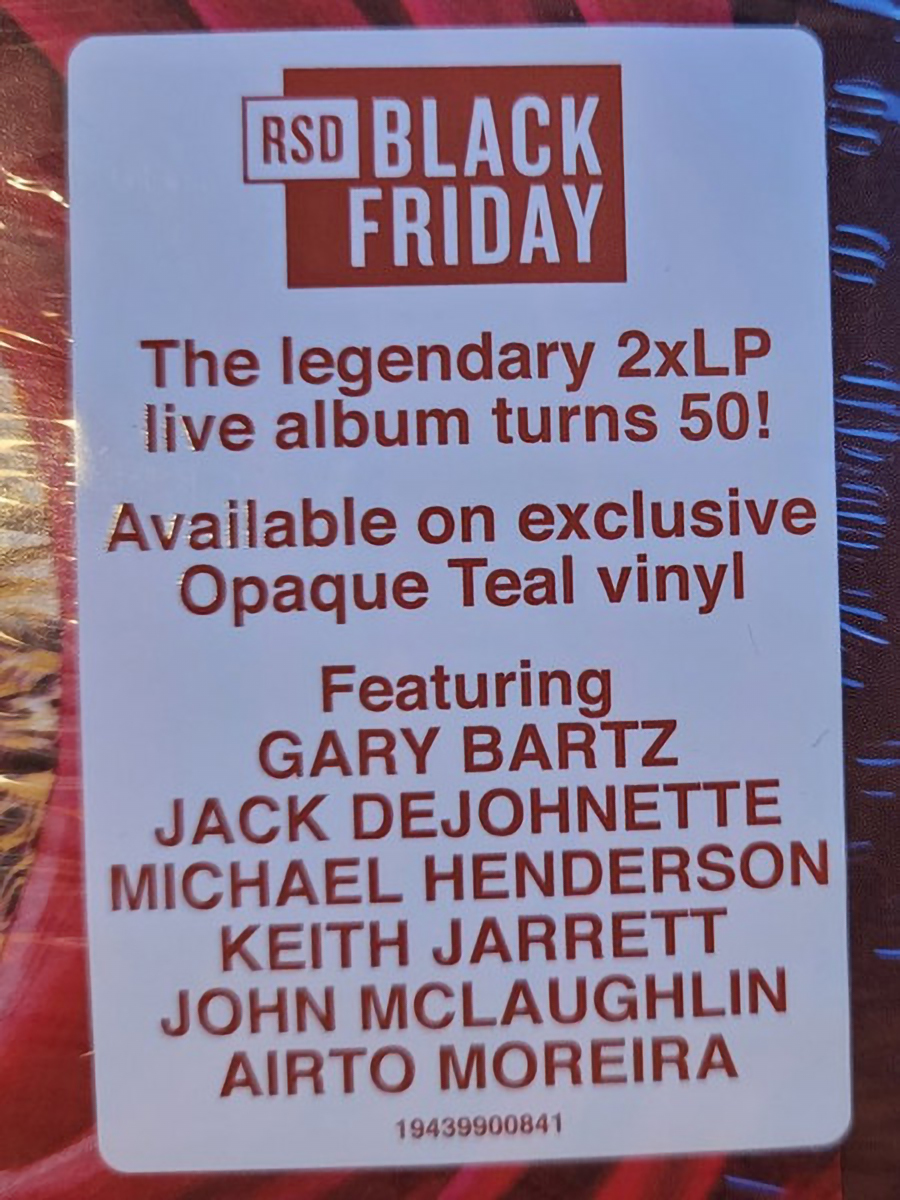 RSD BLACK
FRIDAY
The legendary 2xLP
live album turns 50!
Available on exclusive
Opaque Teal vinyl
Featuring
GARY BARTZ
JACK DEJOHNETTE
MICHAEL HENDERSON
KEITH JARRETT
JOHN MCLAUGHLIN
AIRTO MOREIRA
19439900841